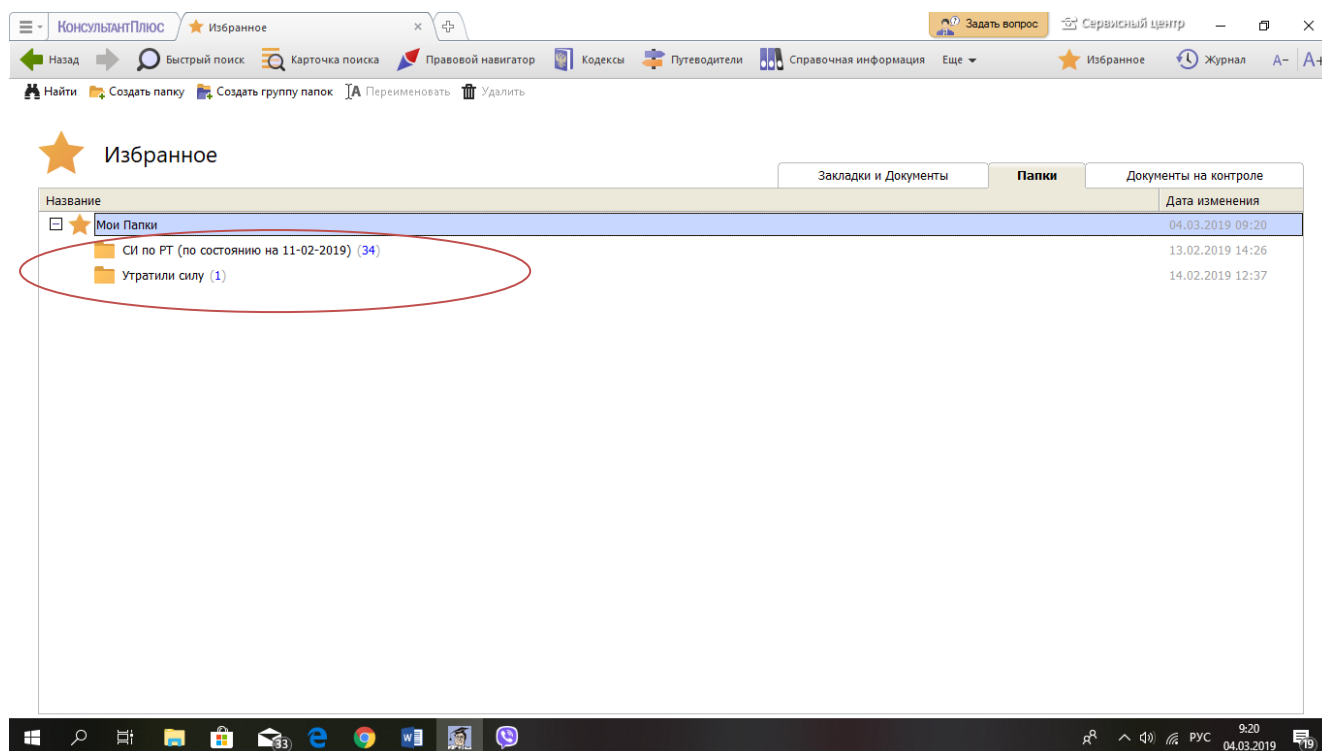 КонсультантПлюс Избранное Задать вопрос Сервисный центр
Назад Быстрый поиск Карточка поиска Правовой навигатор Кодексы Путеводители Справочная информация Еще Избранное Журнал A- A+
Найти Создать папку Создать группу папок Переименовать Удалить
Избранное
Закладки и Документы Папки Документы на контроле
Название Дата изменения
Мои Папки 04.03.2019 09:20
СИ по РТ (по состоянию на 11-02-2019) (34) 13.02.2019 14:26
Утратили силу (1) 14.02.2019 12:37
33 РУС 9:20 19
04.03.2019